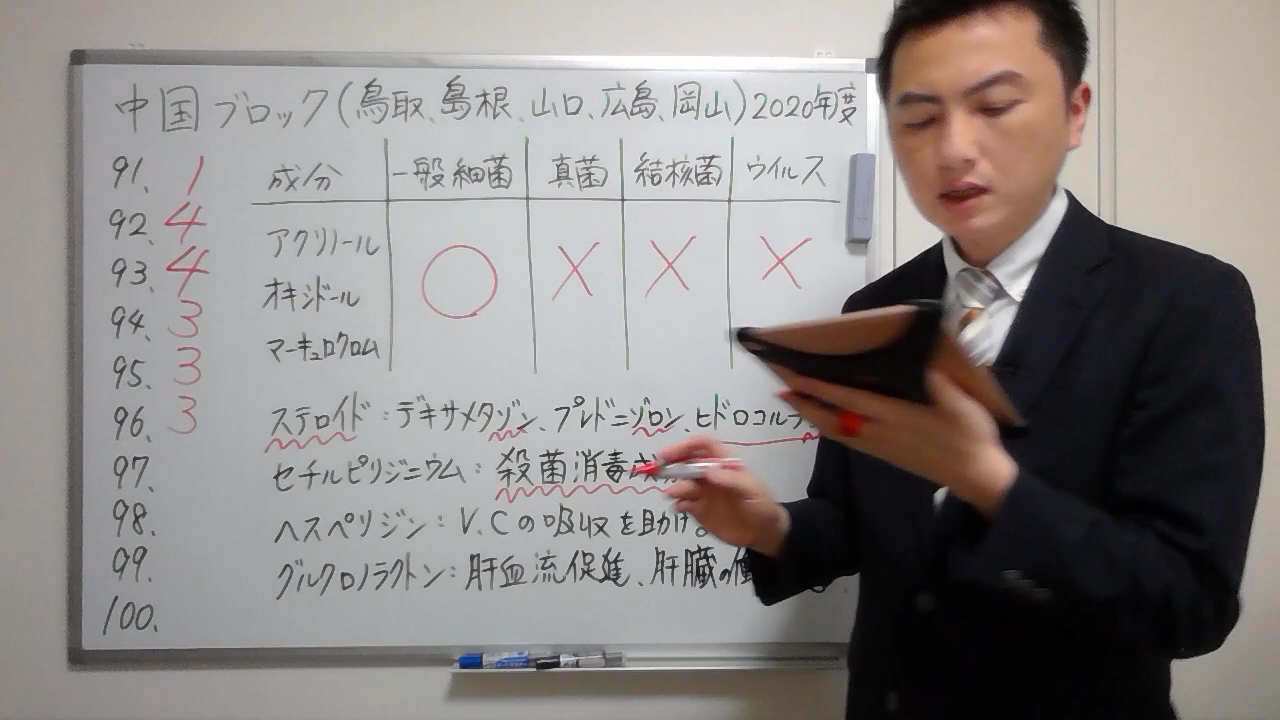 中国ブロック(鳥取、島根、山口、広島、岡山)2020年度
91. 1
92. 4
93. 4
94. 3
95. 3
96. 3
97.
98.
99.
100.
成分 一般細菌 真菌 結核菌 ウイルス
アクリノール
オキシドール ○ × × ×
マーキュロクロム
ステロイド:デキサメタゾン、プレドニゾロン、ヒドロコルチ
セチルピリジニウム:殺菌消毒
ヘスペリジン:V.Cの吸収を助け
グルクロノラクトン:肝血流促進、肝臓の働